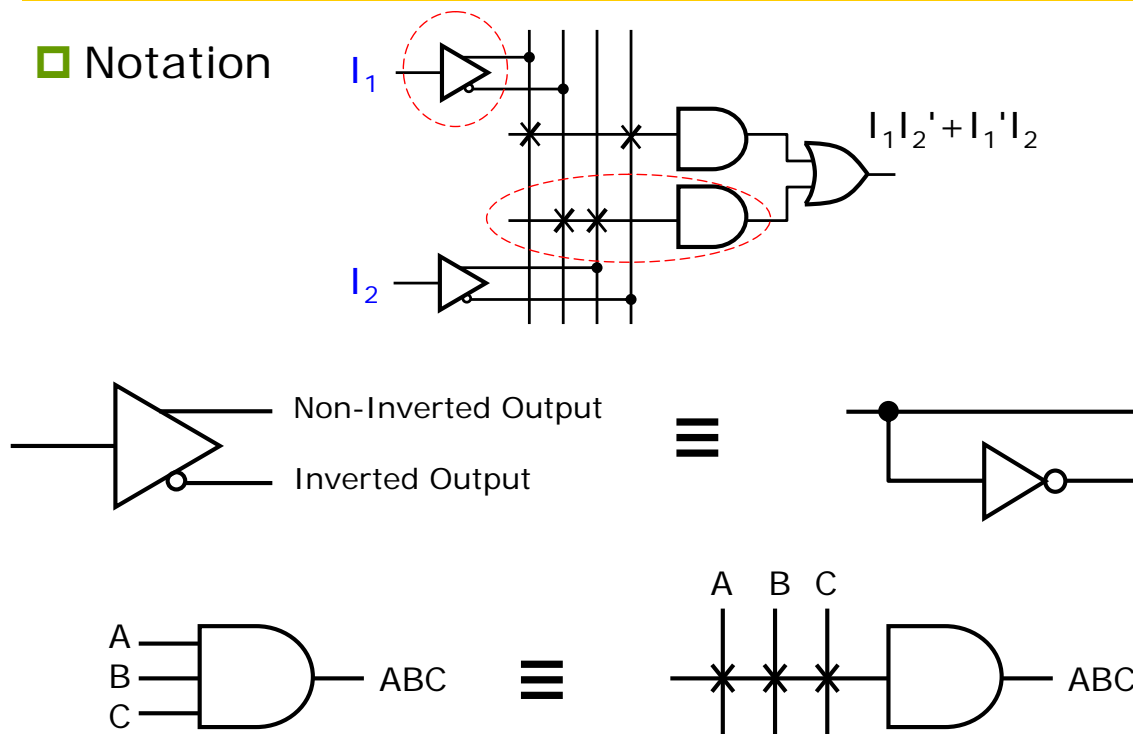 Notation
I₁
I₁I₂'+I₁'I₂
I₂
Non-Inverted Output
Inverted Output
≡
A
B
C
ABC
≡
A B C
ABC